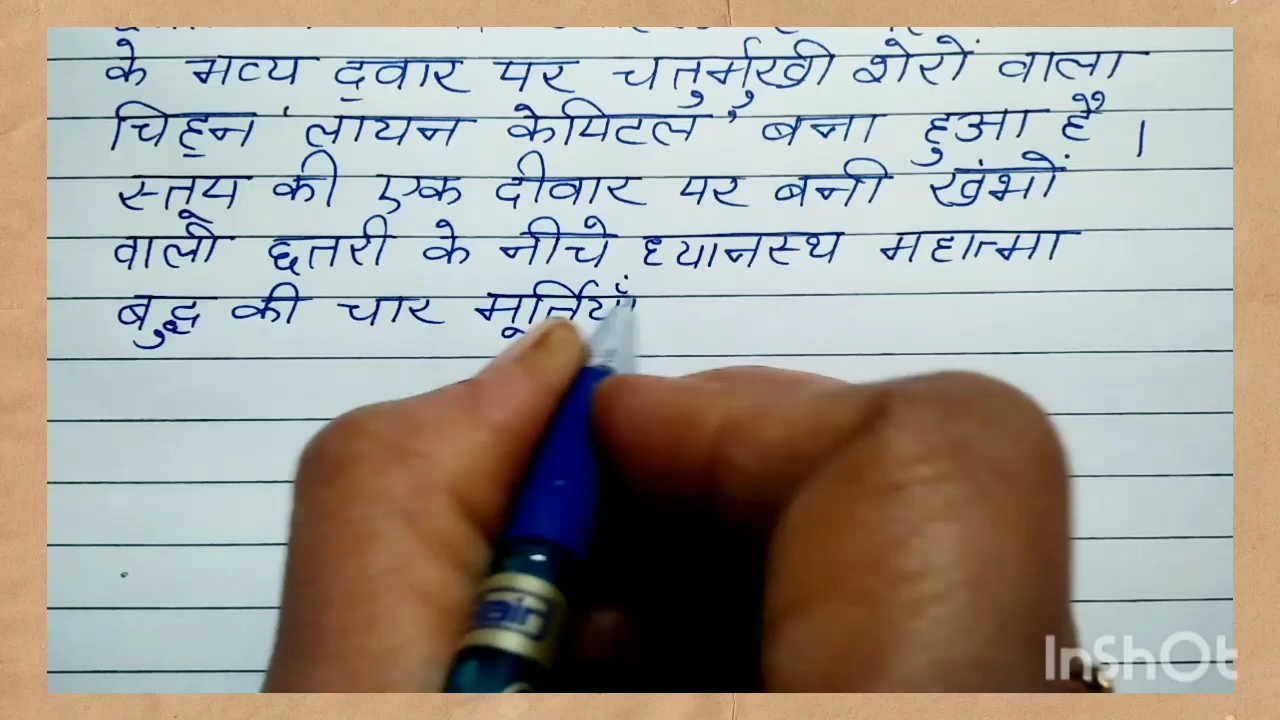 के भव्य द्वार पर चतुर्मुखी शेरों वाला
चिह्न 'लायन केपिटल' बना हुआ है ।
स्तूप की एक दीवार पर बनी खंभों
वाली छतरी के नीचे ध्यानस्थ महात्मा
बुद्ध की चार मूर्तियाँ
InShOt